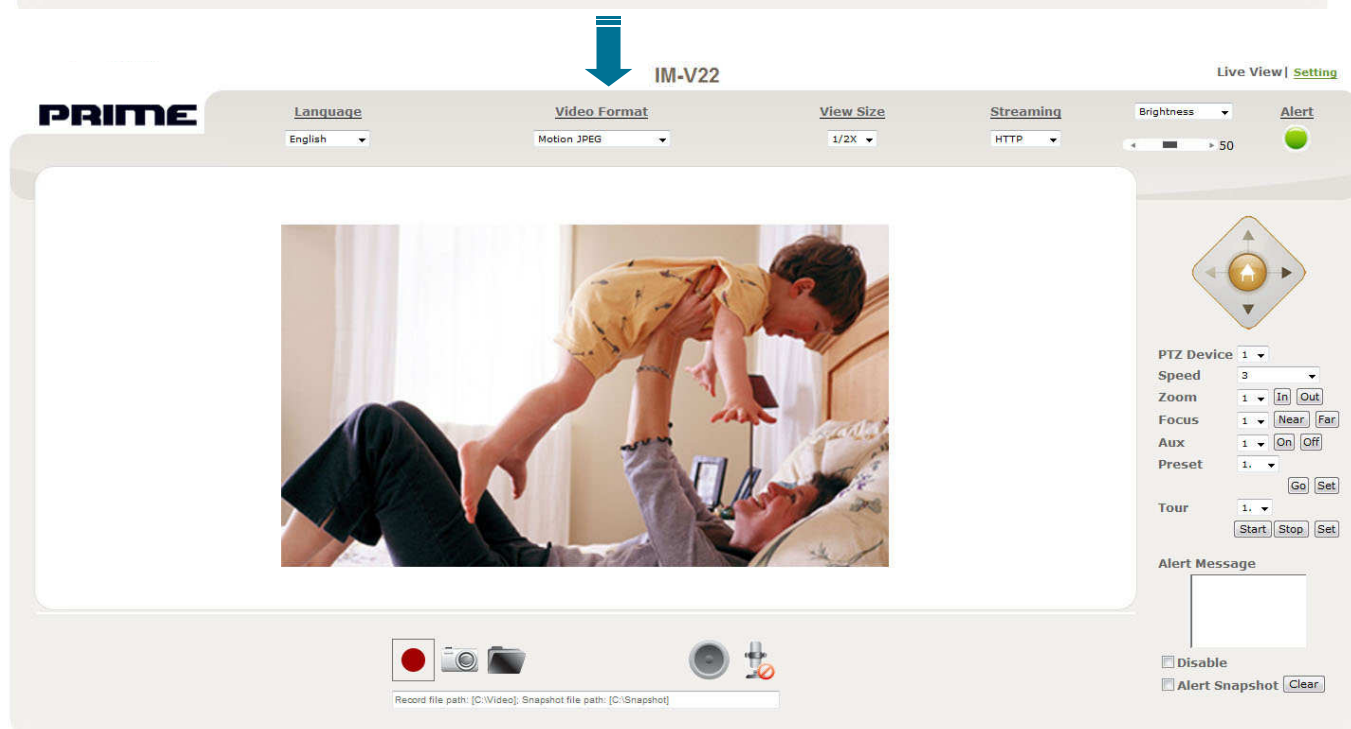 IM-V22
Live View| Setting
PRIME
Language
Video Format
View Size
Streaming
Brightness
Alert
English
Motion JPEG
1/2X
HTTP
50
PTZ Device 1
Speed 3
Zoom 1 In Out
Focus 1 Near Far
Aux 1 On Off
Preset 1.
Go Set
Tour 1.
Start Stop Set
Alert Message
Disable
Alert Snapshot Clear
Record file path: [C:\Video]; Snapshot file path: [C:\Snapshot]